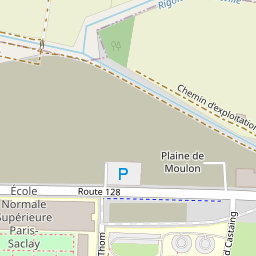 Rigole
Chemin d'exploitation
P
Plaine de
Moulon
École
Normale
Supérieure
Paris-
Saclay
Route 128
Thom
d Castaing